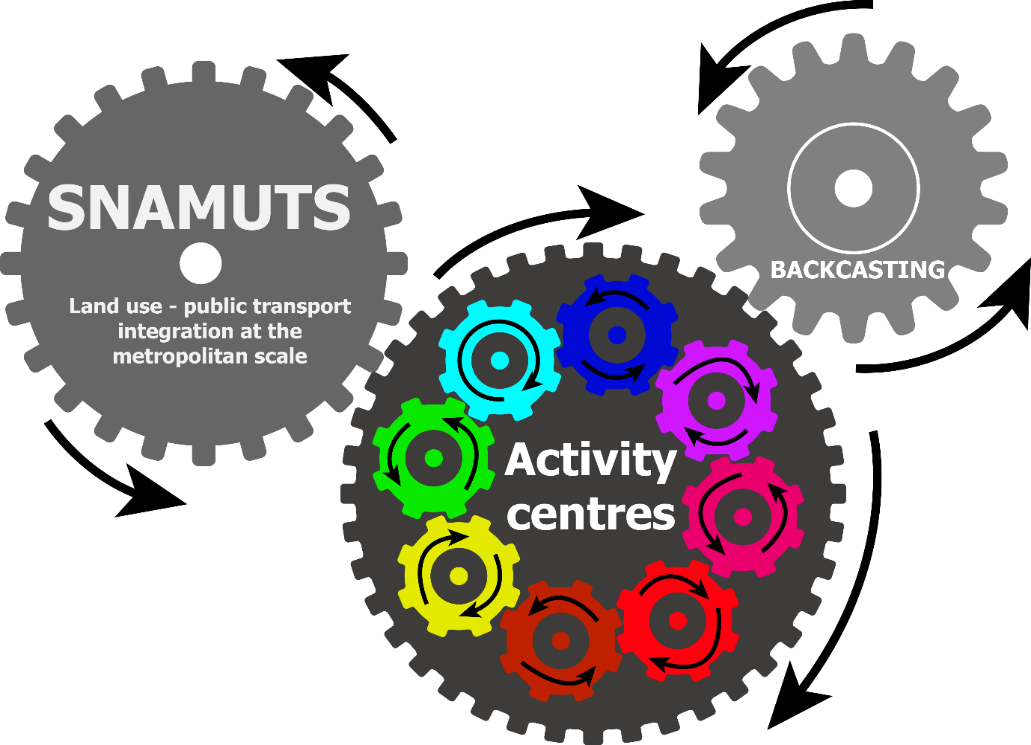 SNAMUTS
Land use - public transport
integration at the
metropolitan scale
BACKCASTING
Activity
centres